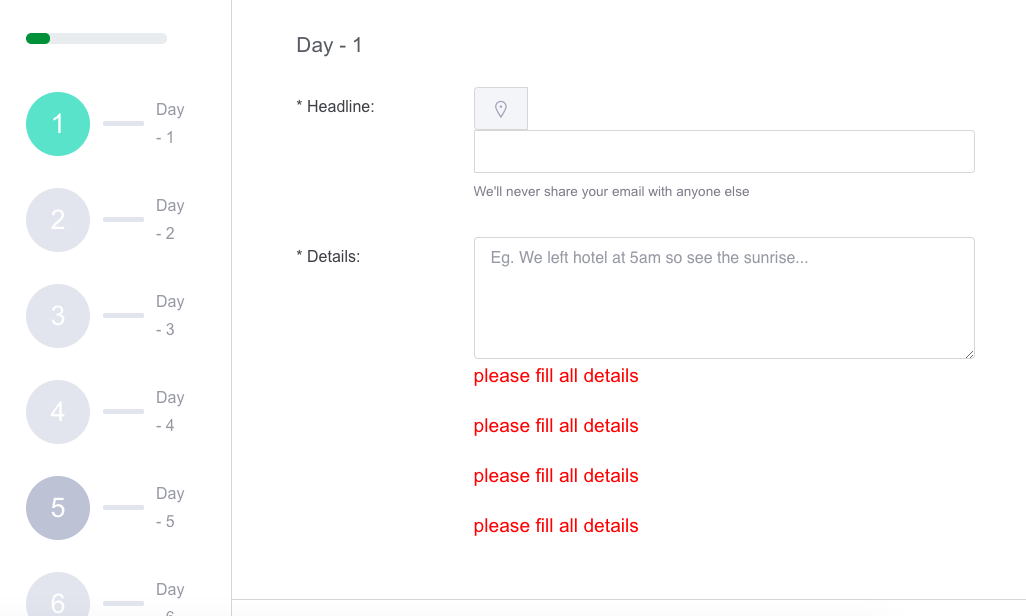 Day - 1
1
Day
- 1
2
Day
- 2
3
Day
- 3
4
Day
- 4
5
Day
- 5
6
Day
* Headline:
We'll never share your email with anyone else
* Details:
Eg. We left hotel at 5am so see the sunrise...
please fill all details
please fill all details
please fill all details
please fill all details